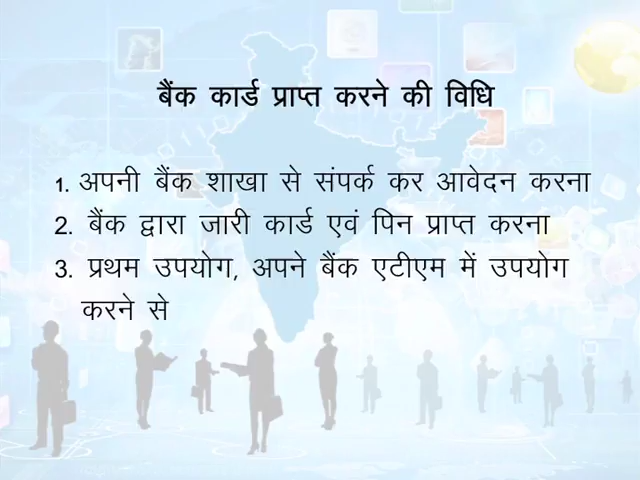 बैंक कार्ड प्राप्त करने की विधि
1. अपनी बैंक शाखा से संपर्क कर आवेदन करना
2. बैंक द्वारा जारी कार्ड एवं पिन प्राप्त करना
3. प्रथम उपयोग, अपने बैंक एटीएम में उपयोग
करने से